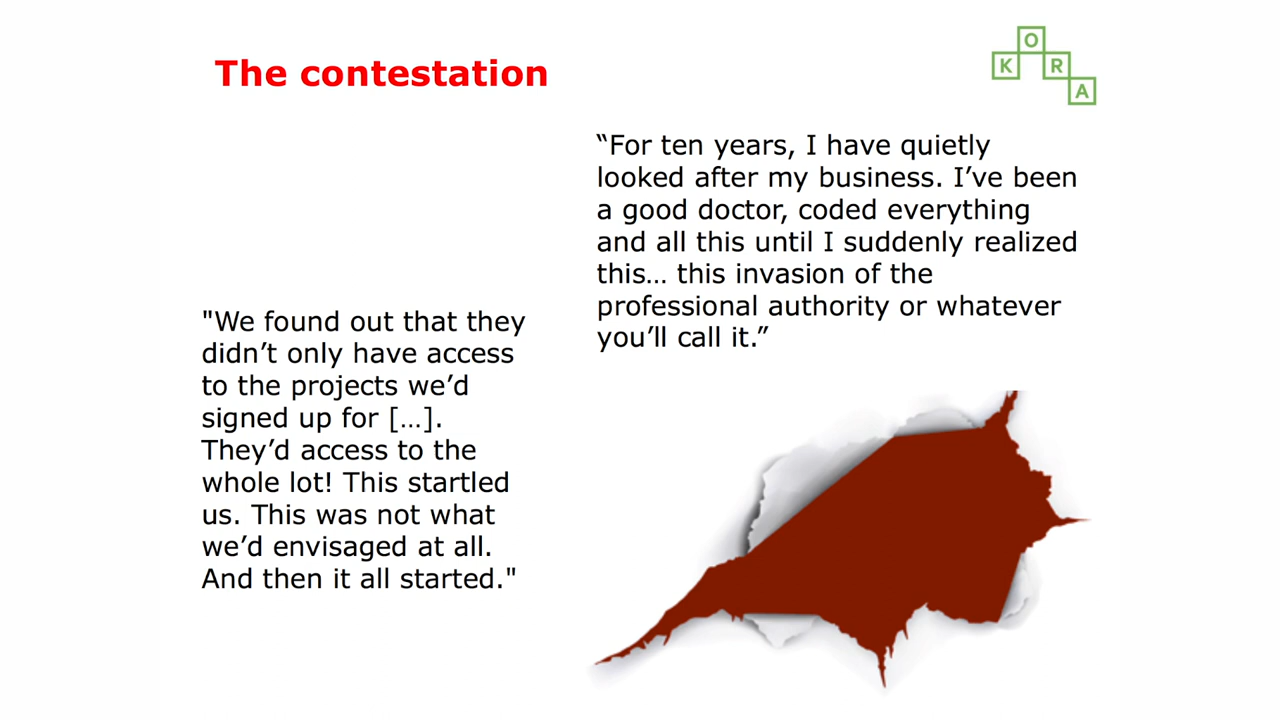 The contestation
O
K R
A
“For ten years, I have quietly
looked after my business. I’ve been
a good doctor, coded everything
and all this until I suddenly realized
this… this invasion of the
professional authority or whatever
you’ll call it.”
"We found out that they
didn’t only have access
to the projects we’d
signed up for […].
They’d access to the
whole lot! This startled
us. This was not what
we’d envisaged at all.
And then it all started."